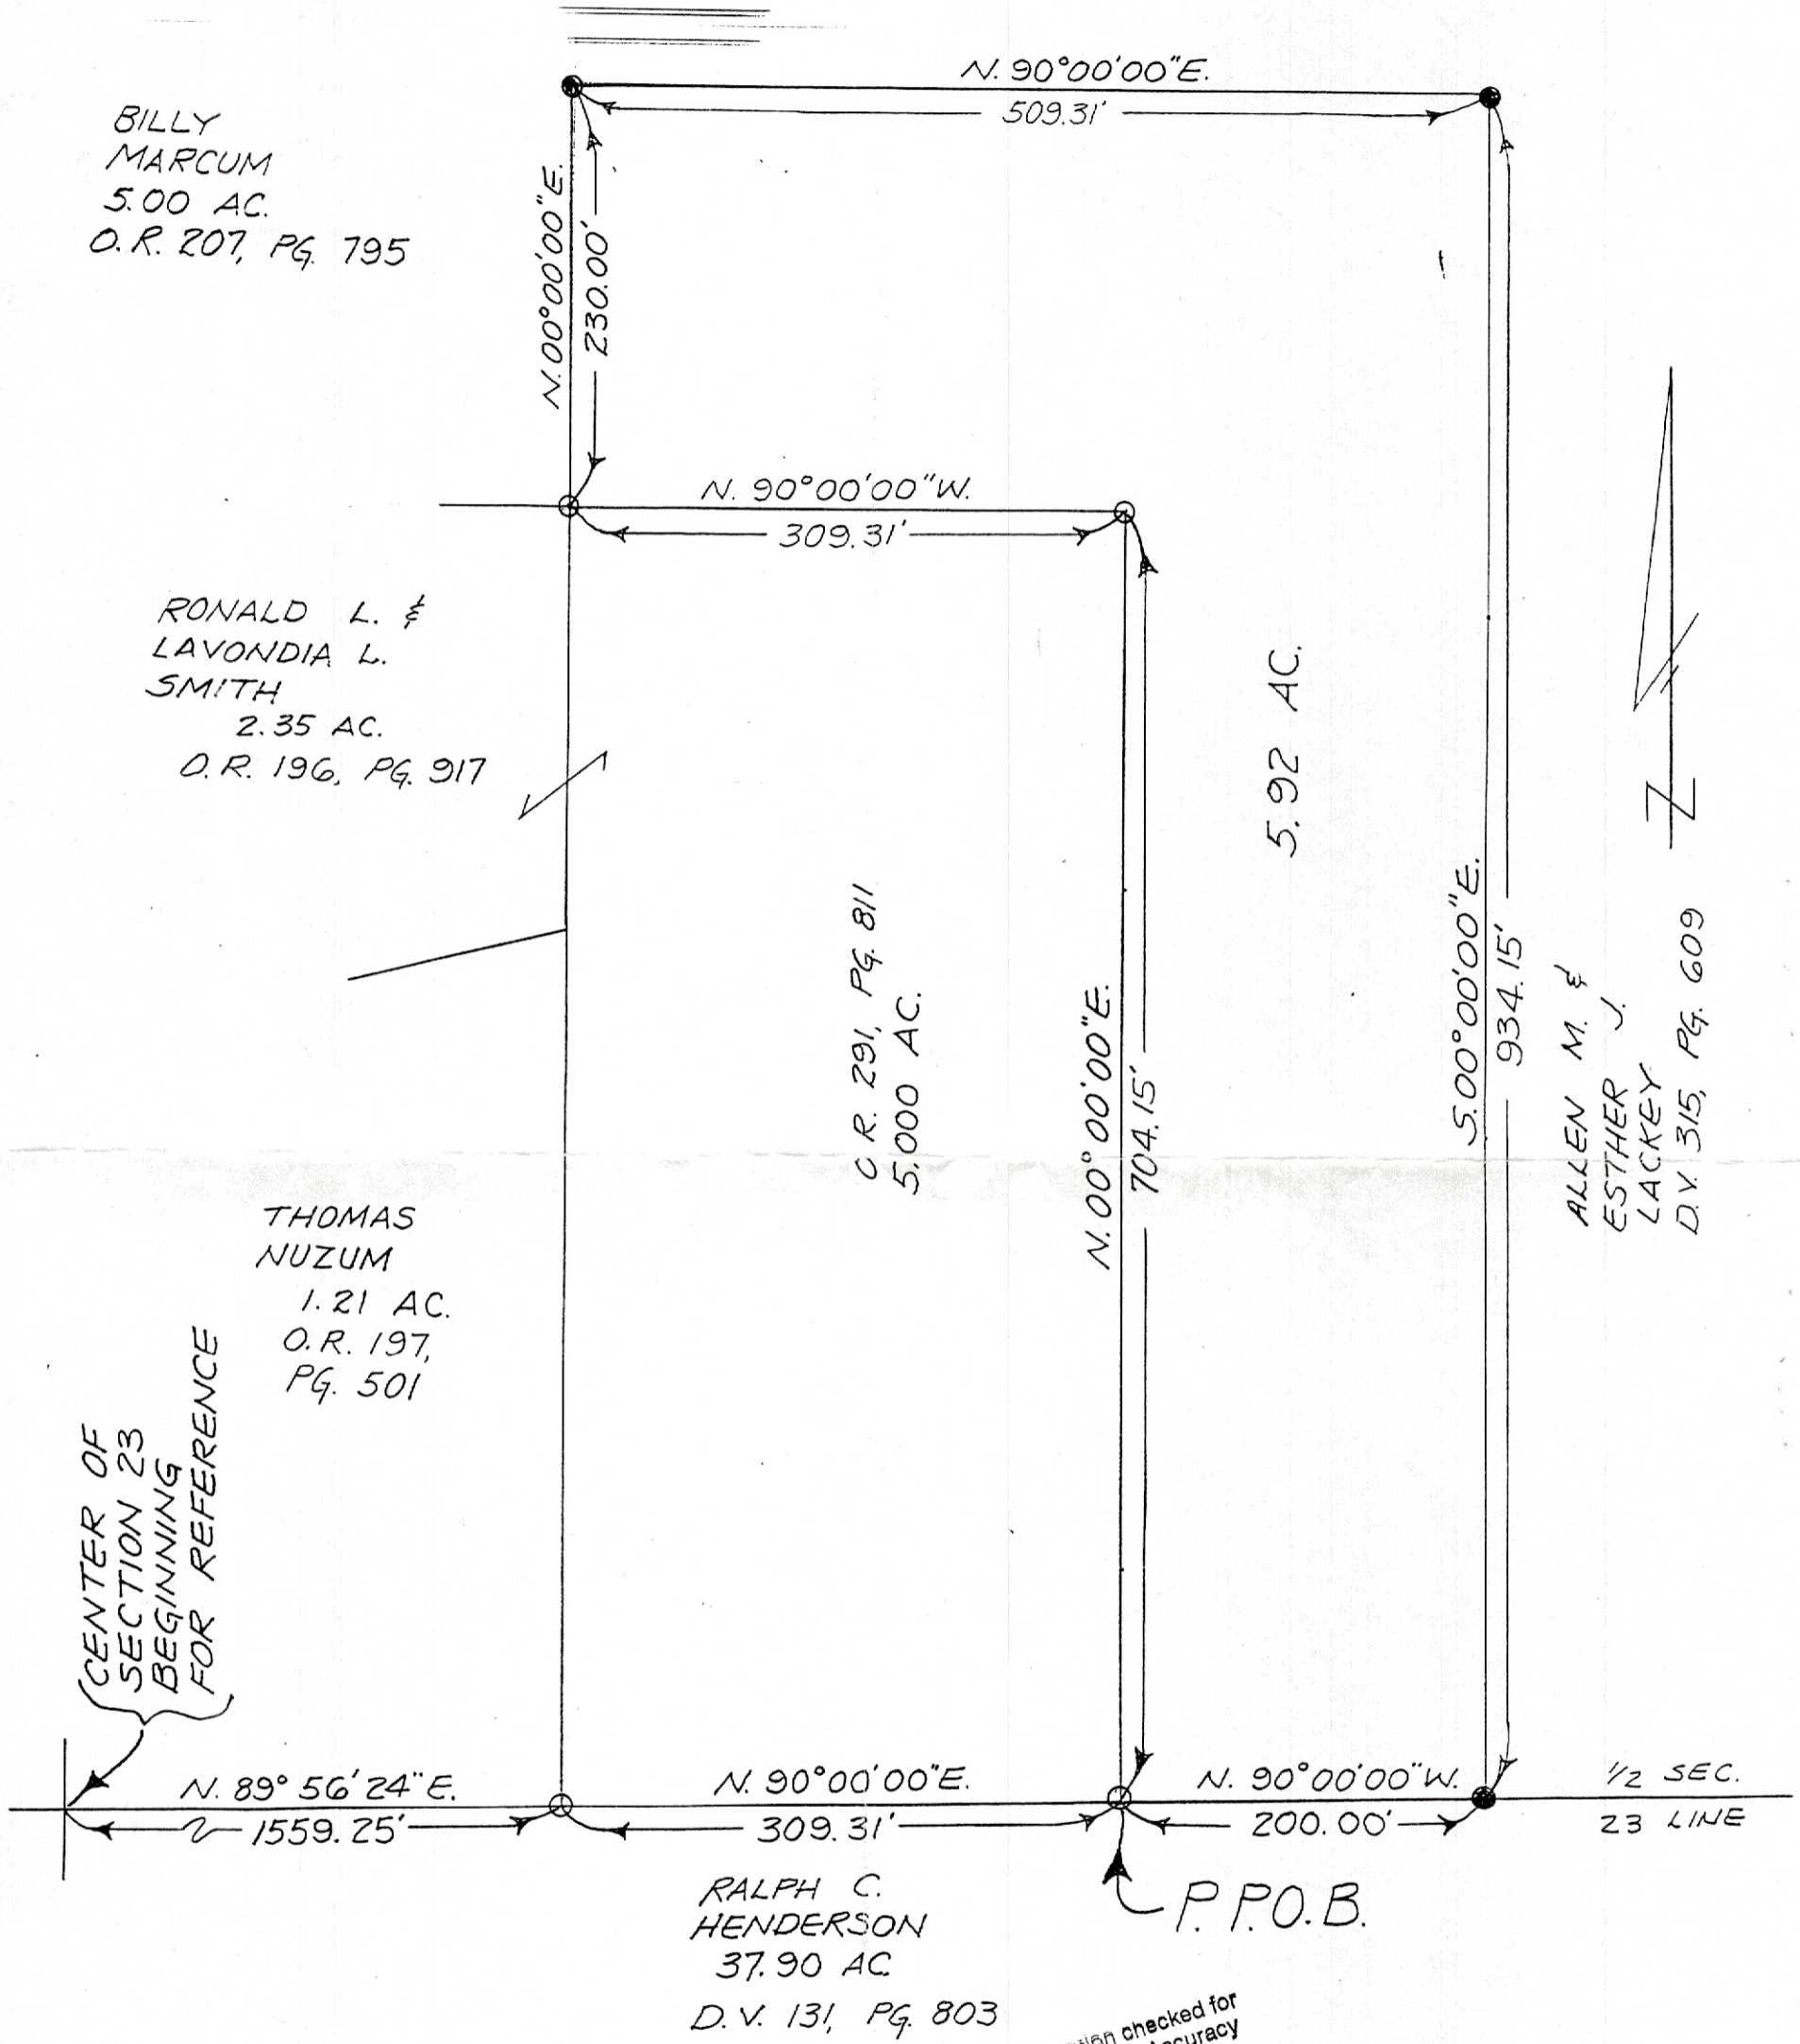 N. 90°00'00"E.
509.31'
BILLY
MARCUM
5.00 AC.
O.R. 207, PG. 795
N.00°00'00"E.
230.00'
N. 90°00'00"W.
309.31'
RONALD L. &
LAVONDIA L.
SMITH
2.35 AC.
O.R. 196, PG. 917
5.92 AC.
O R. 291, PG. 811
5.000 AC.
N.00°00'00"E.
704.15'
S.00°00'00"E.
934.15'
ALLEN M. &
ESTHER J.
LACKEY
D.V. 315, PG. 609
N
THOMAS
NUZUM
1.21 AC.
O.R. 197,
PG. 501
CENTER OF
SECTION 23
BEGINNING
FOR REFERENCE
N. 89°56'24"E.
1559.25'
N. 90°00'00"E.
309.31'
N. 90°00'00"W.
200.00'
1/2 SEC.
23 LINE
P.P.O.B.
RALPH C.
HENDERSON
37.90 AC.
D.V. 131, PG. 803
checked for